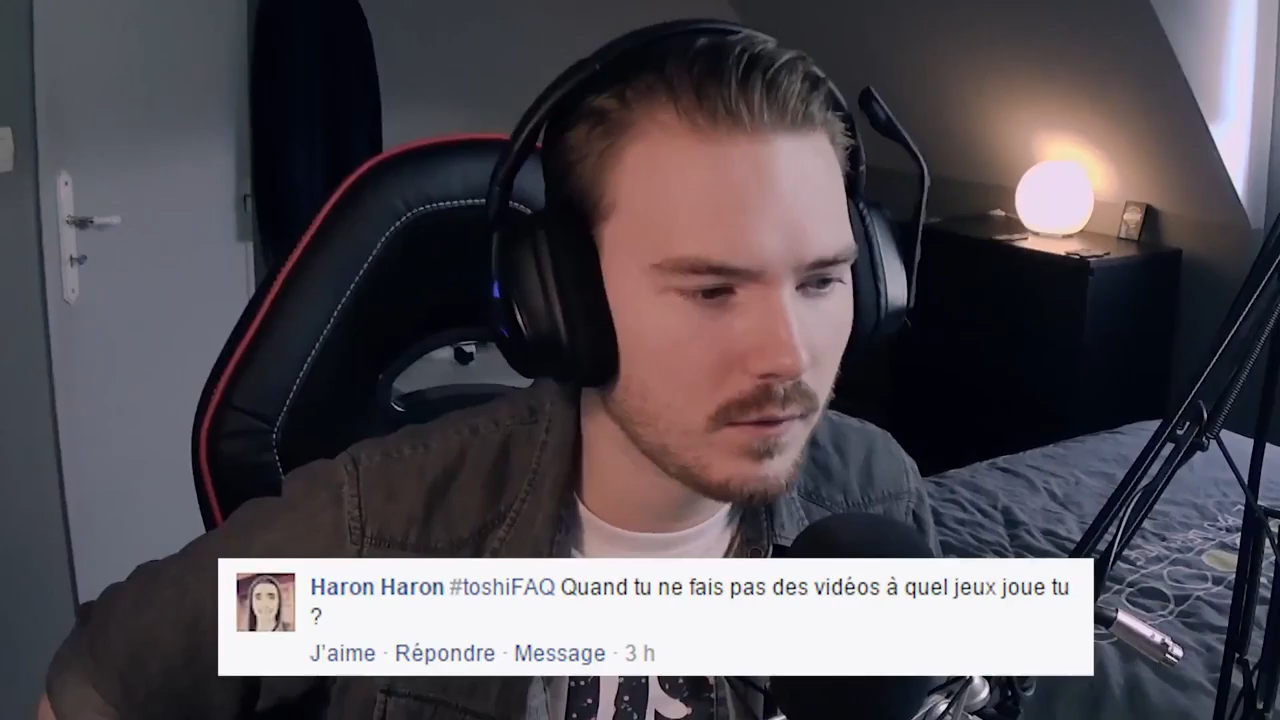 Haron Haron #toshiFAQ Quand tu ne fais pas des vidéos à quel jeux joue tu
?
J'aime · Répondre · Message · 3 h